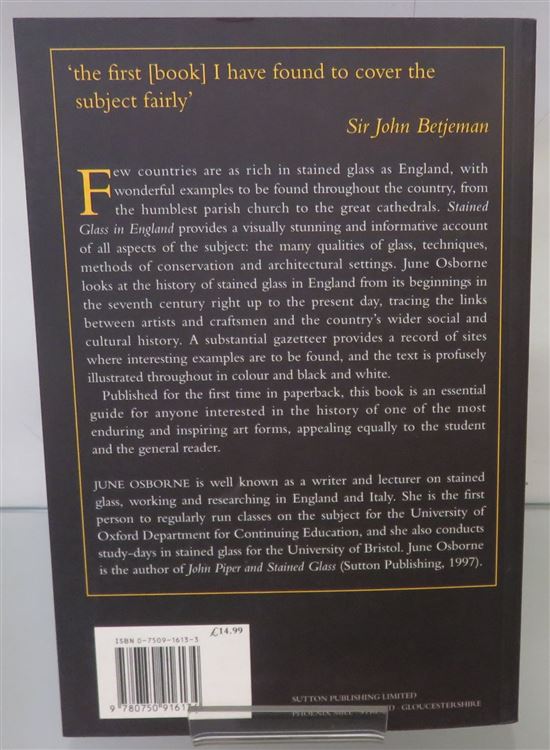 ‘the first [book] I have found to cover the
subject fairly’
Sir John Betjeman
Few countries are as rich in stained glass as England, with
wonderful examples to be found throughout the country, from
the humblest parish church to the great cathedrals. Stained
Glass in England provides a visually stunning and informative account
of all aspects of the subject: the many qualities of glass, techniques,
methods of conservation and architectural settings. June Osborne
looks at the history of stained glass in England from its beginnings in
the seventh century right up to the present day, tracing the links
between artists and craftsmen and the country's wider social and
cultural history. A substantial gazetteer provides a record of sites
where interesting examples are to be found, and the text is profusely
illustrated throughout in colour and black and white.
Published for the first time in paperback, this book is an essential
guide for anyone interested in the history of one of the most
enduring and inspiring art forms, appealing equally to the student
and the general reader.
JUNE OSBORNE is well known as a writer and lecturer on stained
glass, working and researching in England and Italy. She is the first
person to regularly run classes on the subject for the University of
Oxford Department for Continuing Education, and she also conducts
study-days in stained glass for the University of Bristol. June Osborne
is the author of John Piper and Stained Glass (Sutton Publishing, 1997).
£14.99
ISBN 0-7509-1613-3
9 780750 91613
SUTTON PUBLISHING LIMITED
GLOUCESTERSHIRE